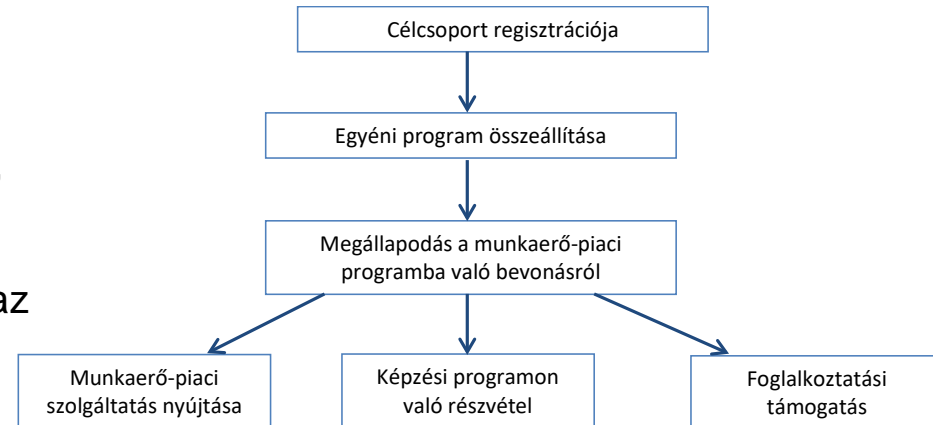 Célcsoport regisztrációja
Egyéni program összeállítása
Megállapodás a munkaerő-piaci
programba való bevonásról
az
Munkaerő-piaci
szolgáltatás nyújtása
Képzési programon
való részvétel
Foglalkoztatási
támogatás